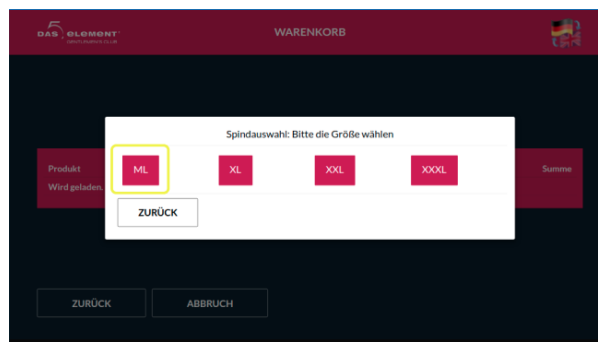 DAS 5 ELEMENT
WARENKORB
Spindauswahl: Bitte die Größe wählen
Produkt
ML
XL
XXL
XXXL
Summe
Wird geladen.
ZURÜCK
ZURÜCK
ABBRUCH